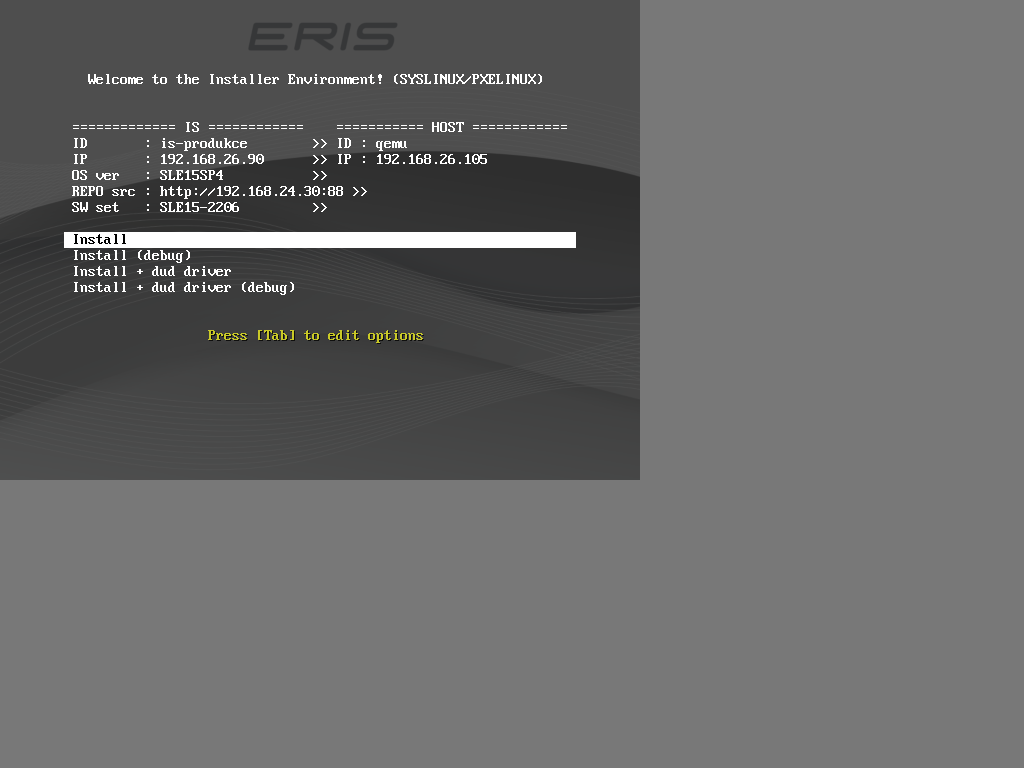 ERIS
Welcome to the Installer Environment! (SYSLINUX/PXELINUX)
============= IS ============    =========== HOST ============
ID       : is-produkce        >> ID : qemu
IP       : 192.168.26.90      >> IP : 192.168.26.105
OS ver   : SLE15SP4           >>
REPO src : http://192.168.24.30:88 >>
SW set   : SLE15-2206         >>
Install
Install (debug)
Install + dud driver
Install + dud driver (debug)
Press [Tab] to edit options